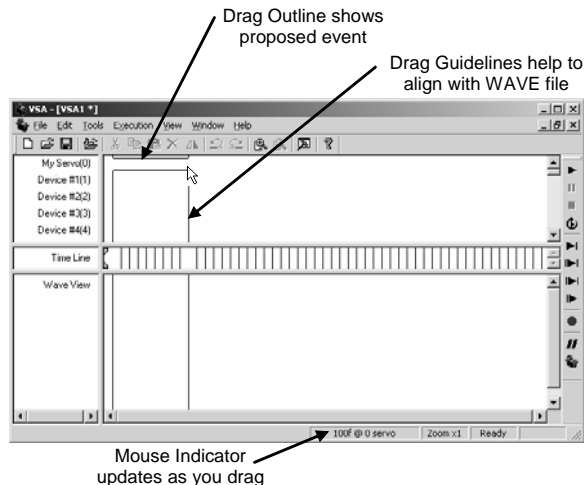 Drag Outline shows
proposed event
Drag Guidelines help to
align with WAVE file
VSA - [VSA1 *]
File Edit Tools Execution View Window Help
My Servo(0)
Device #1(1)
Device #2(2)
Device #3(3)
Device #4(4)
Time Line
Wave View
100f @ 0 servo Zoom x1 Ready
Mouse Indicator
updates as you drag